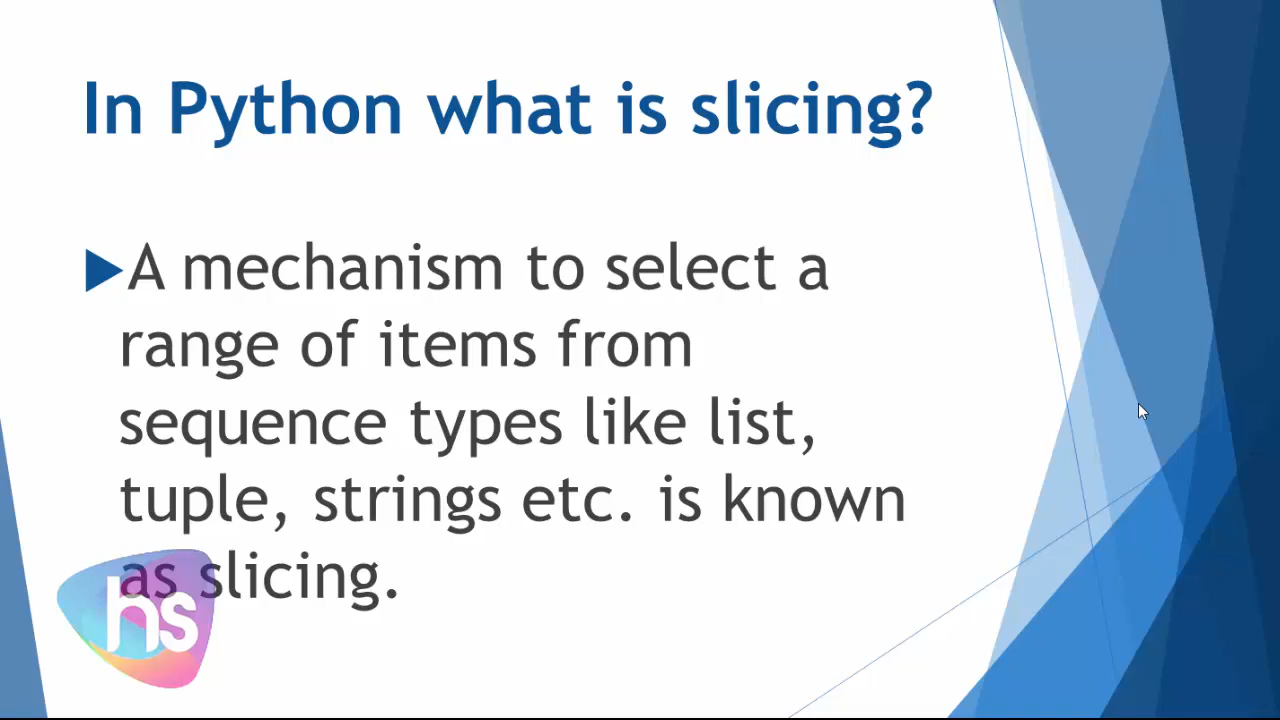 In Python what is slicing?
A mechanism to select a
range of items from
sequence types like list,
tuple, strings etc. is known
as slicing.
hs